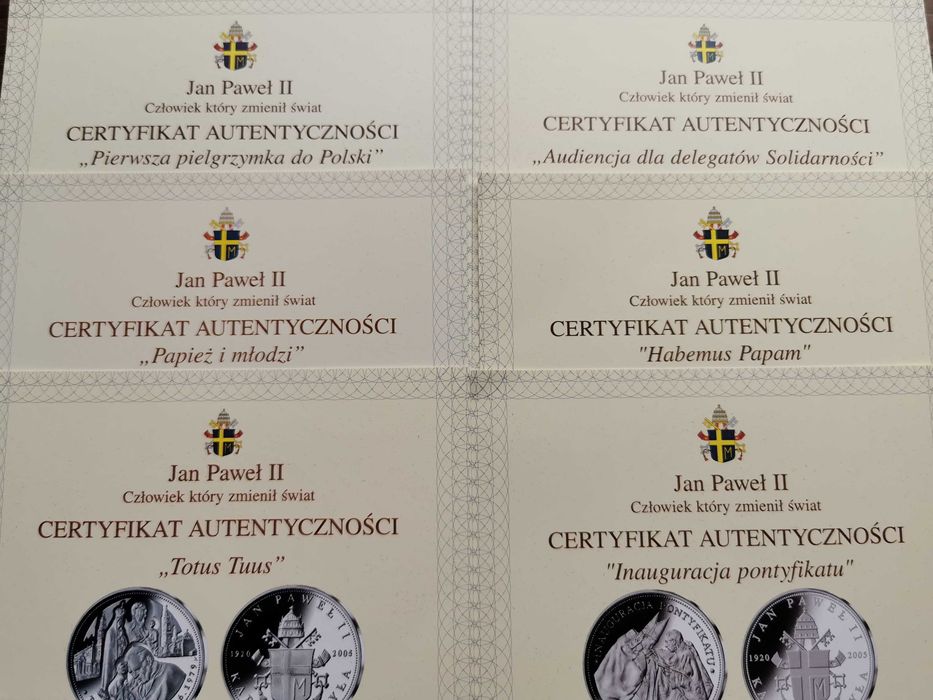 Jan Paweł II
Człowiek który zmienił świat
CERTYFIKAT AUTENTYCZNOŚCI
„Pierwsza pielgrzymka do Polski”
Jan Paweł II
Człowiek który zmienił świat
CERTYFIKAT AUTENTYCZNOŚCI
„Audiencja dla delegatów Solidarności”
Jan Paweł II
Człowiek który zmienił świat
CERTYFIKAT AUTENTYCZNOŚCI
„Papież i młodzi”
Jan Paweł II
Człowiek który zmienił świat
CERTYFIKAT AUTENTYCZNOŚCI
"Habemus Papam"
Jan Paweł II
Człowiek który zmienił świat
CERTYFIKAT AUTENTYCZNOŚCI
„Totus Tuus”
1979
JAN PAWEŁ II
1920 2005
Jan Paweł II
Człowiek który zmienił świat
CERTYFIKAT AUTENTYCZNOŚCI
"Inauguracja pontyfikatu"
INAUGURACJA PONTYFIKATU
JAN PAWEŁ II
1920 2005